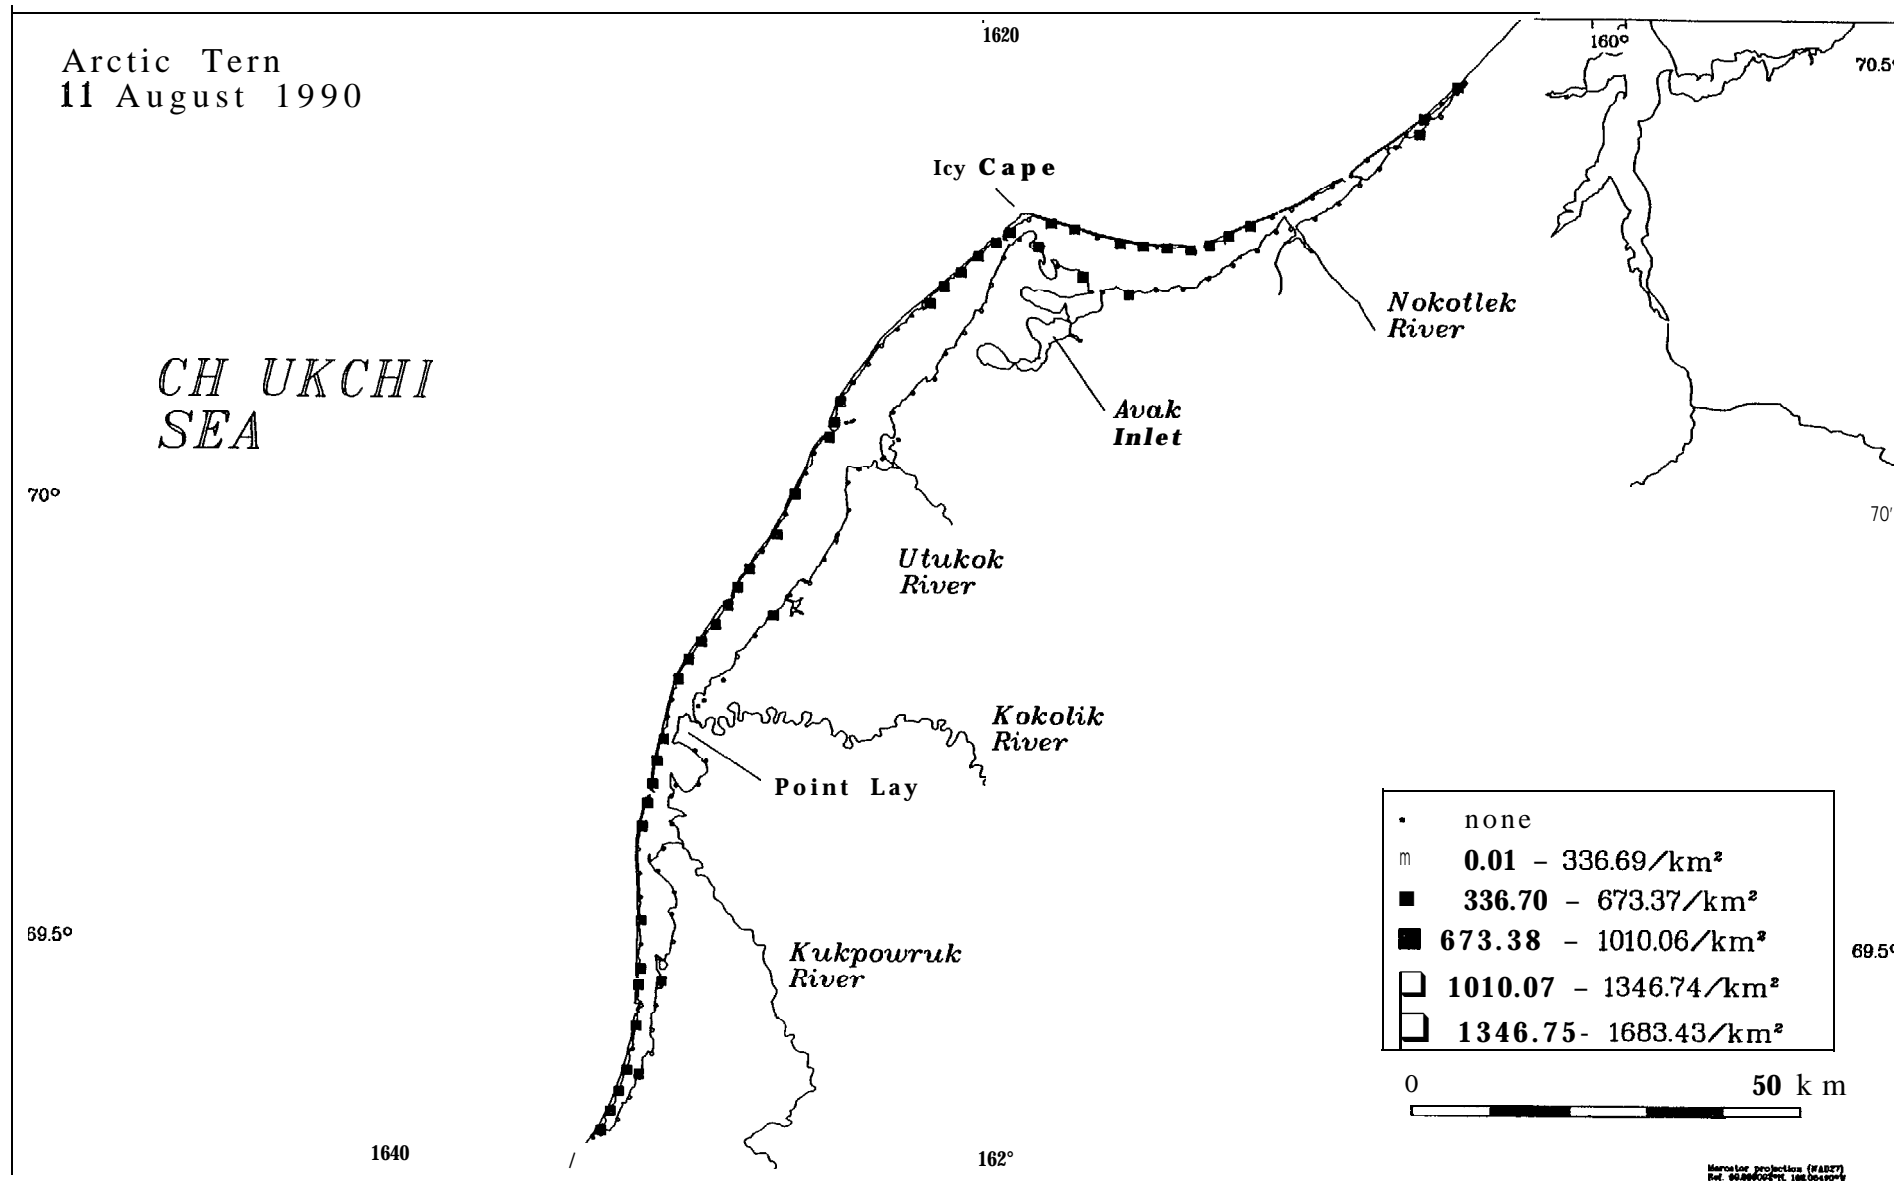 1620
160°
Arctic Tern
11 August 1990
70.5°
Icy Cape
Nokotlek
River
CH UKCHI
SEA
Avak
Inlet
70°
70'
Utukok
River
Kokolik
River
Point Lay
none
m 0.01 - 336.69/km²
336.70 - 673.37/km²
673.38 - 1010.06/km²
1010.07 - 1346.74/km²
1346.75- 1683.43/km²
69.5°
69.5°
Kukpowruk
River
0 50 km
1640
162°
Mercator projection (NAD27)